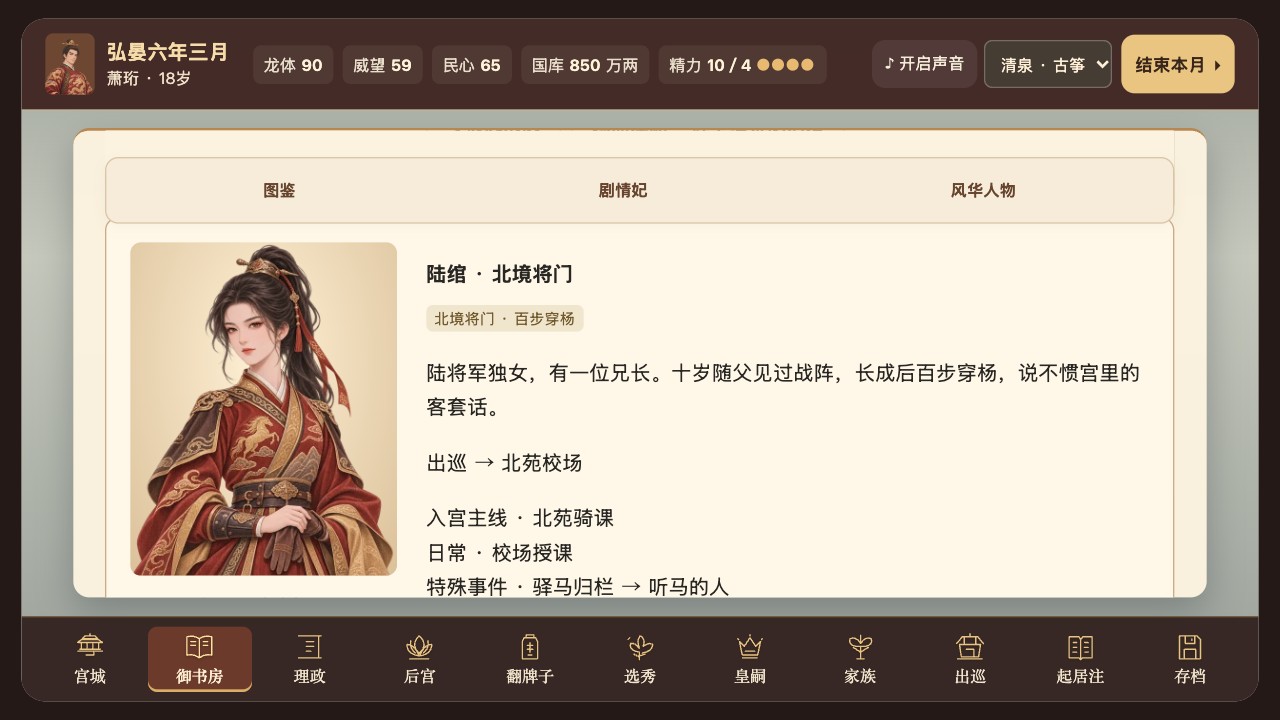 弘晏六年三月
萧珩 · 18岁
龙体 90
威望 59
民心 65
国库 850 万两
精力 10 / 4
♪ 开启声音
清泉 · 古筝
结束本月
图鉴
剧情妃
风华人物
陆绾 · 北境将门
北境将门 · 百步穿杨
陆将军独女，有一位兄长。十岁随父见过战阵，长成后百步穿杨，说不惯宫里的
客套话。
出巡 → 北苑校场
入宫主线 · 北苑骑课
日常 · 校场授课
特殊事件 · 驿马归栏 → 听马的人
宫城
御书房
理政
后宫
翻牌子
选秀
皇嗣
家族
出巡
起居注
存档